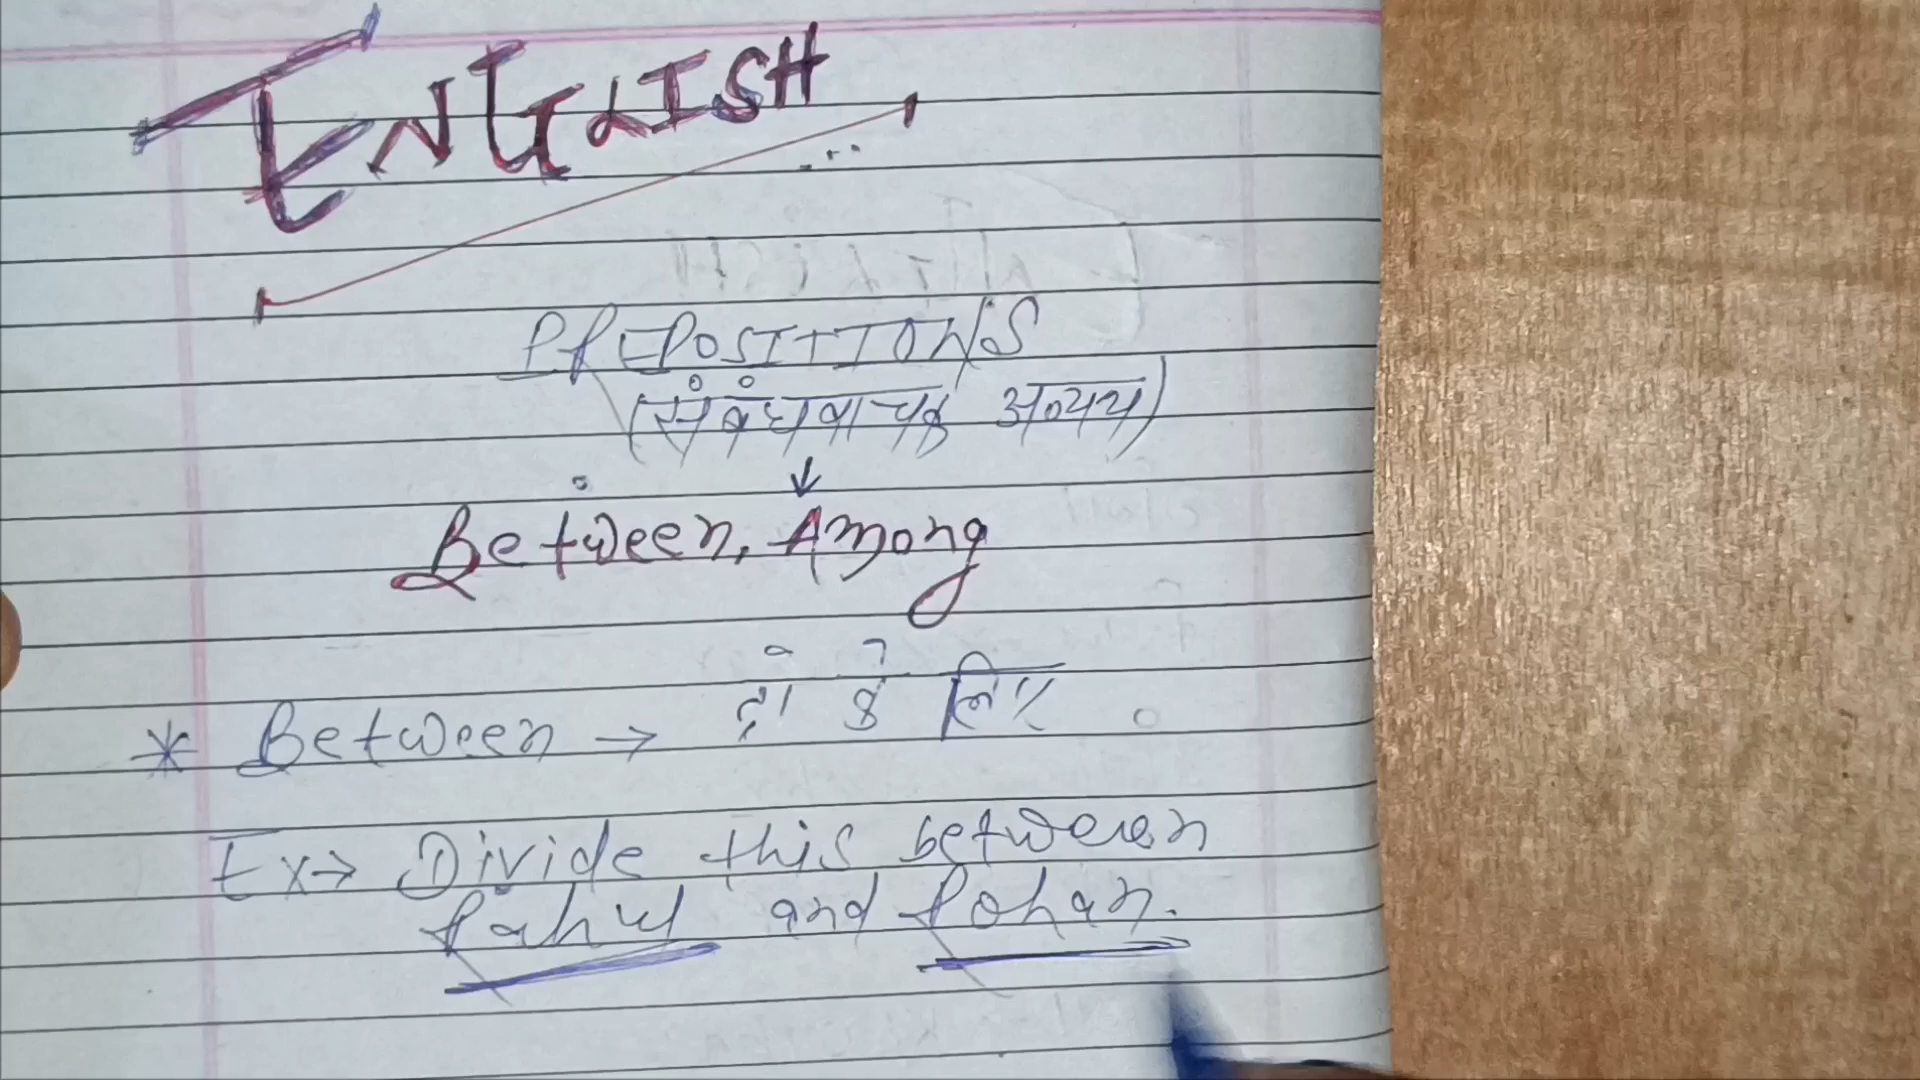 ENGLISH
PREPOSITIONS
(संबंधवाचक अव्यय)
↓
Between, Among
* Between → दो के लिए
Ex→ Divide this between
Rahul and Rohan.